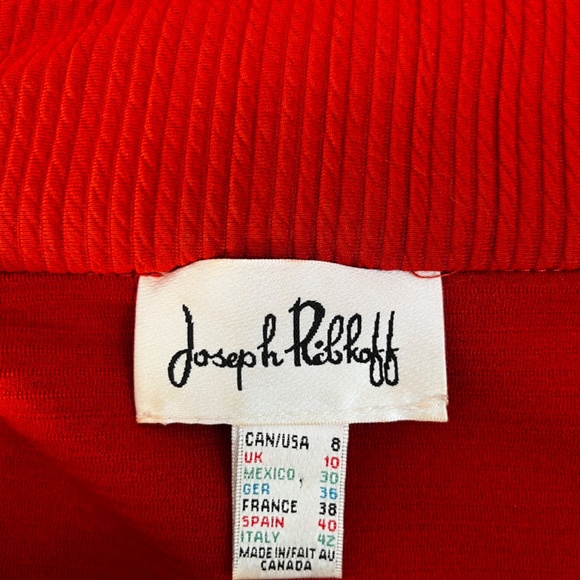 Joseph Ribkoff
CAN/USA 8
UK 10
MEXICO 30
GER 36
FRANCE 38
SPAIN 40
ITALY 42
MADE IN/FAIT AU
CANADA